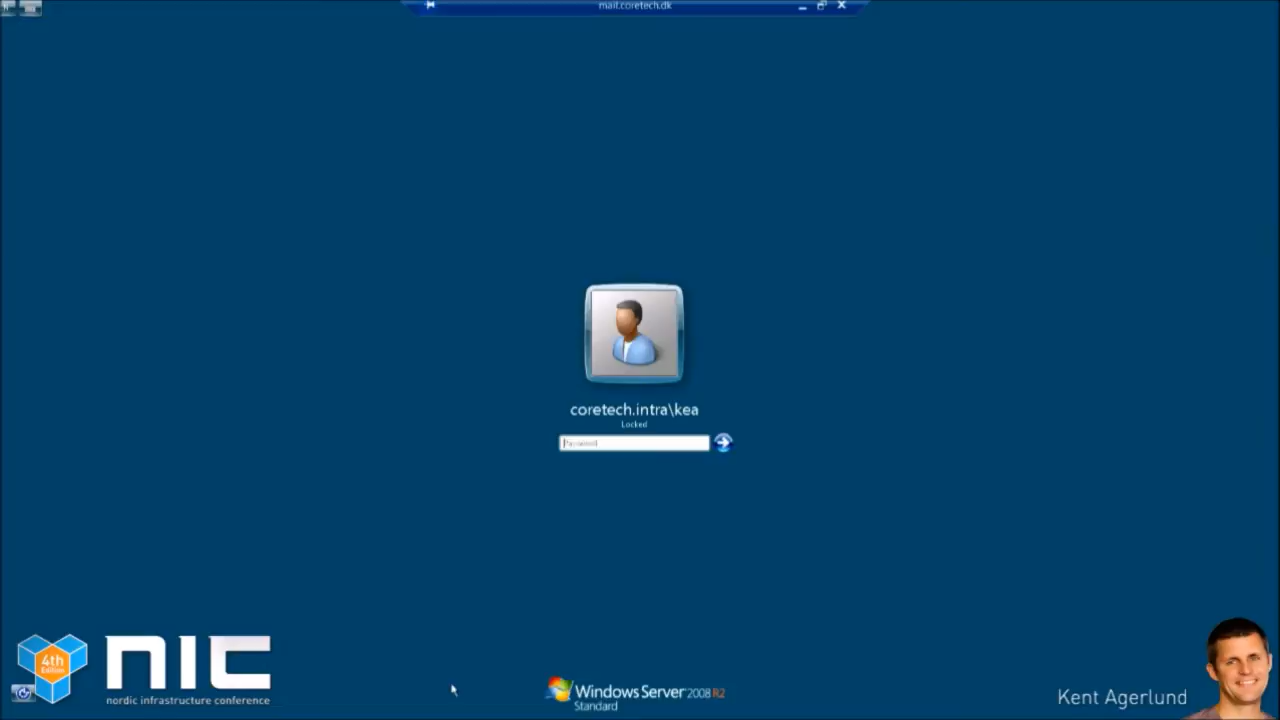 mail.coretech.dk
coretech.intra\kea
Locked
Password
4th
Edition
nic
nordic infrastructure conference
Windows Server 2008 R2
Standard
Kent Agerlund